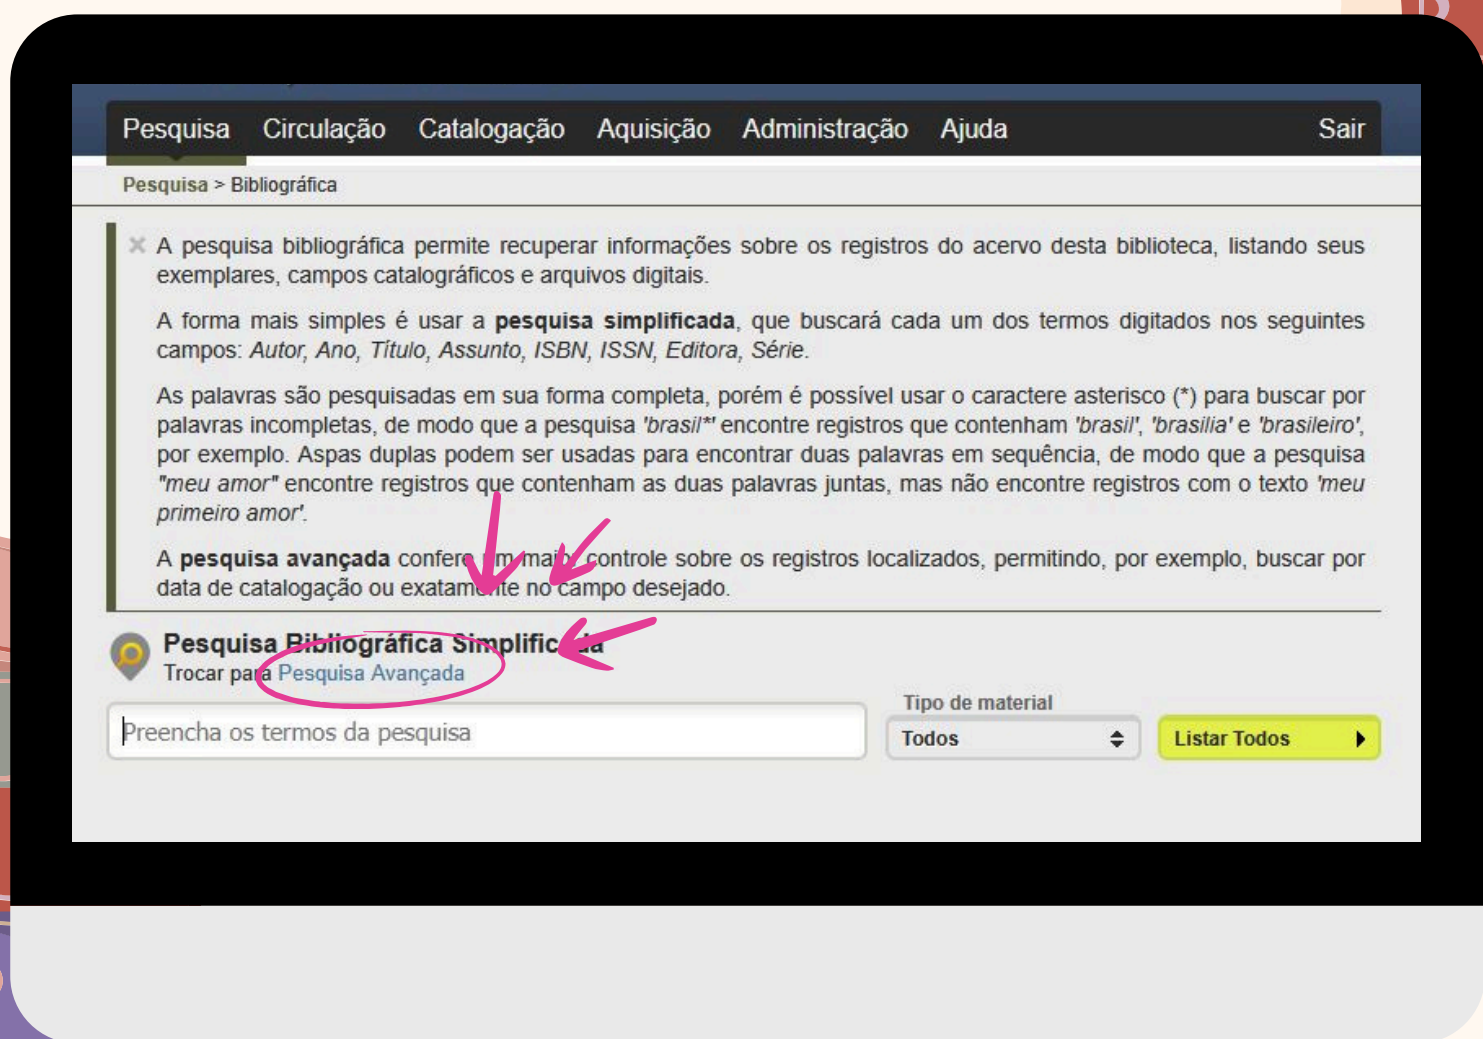 Pesquisa Circulação Catalogação Aquisição Administração Ajuda Sair
Pesquisa > Bibliográfica
A pesquisa bibliográfica permite recuperar informações sobre os registros do acervo desta biblioteca, listando seus
exemplares, campos catalográficos e arquivos digitais.
A forma mais simples é usar a pesquisa simplificada, que buscará cada um dos termos digitados nos seguintes
campos: Autor, Ano, Título, Assunto, ISBN, ISSN, Editora, Série.
As palavras são pesquisadas em sua forma completa, porém é possível usar o caractere asterisco (*) para buscar por
palavras incompletas, de modo que a pesquisa 'brasil*' encontre registros que contenham 'brasil', 'brasilia' e 'brasileiro',
por exemplo. Aspas duplas podem ser usadas para encontrar duas palavras em sequência, de modo que a pesquisa
"meu amor" encontre registros que contenham as duas palavras juntas, mas não encontre registros com o texto 'meu
primeiro amor'.
A pesquisa avançada confere um maior controle sobre os registros localizados, permitindo, por exemplo, buscar por
data de catalogação ou exatamente no campo desejado.
Pesquisa Bibliográfica Simplificada
Trocar para Pesquisa Avançada
Preencha os termos da pesquisa
Tipo de material
Todos
Listar Todos